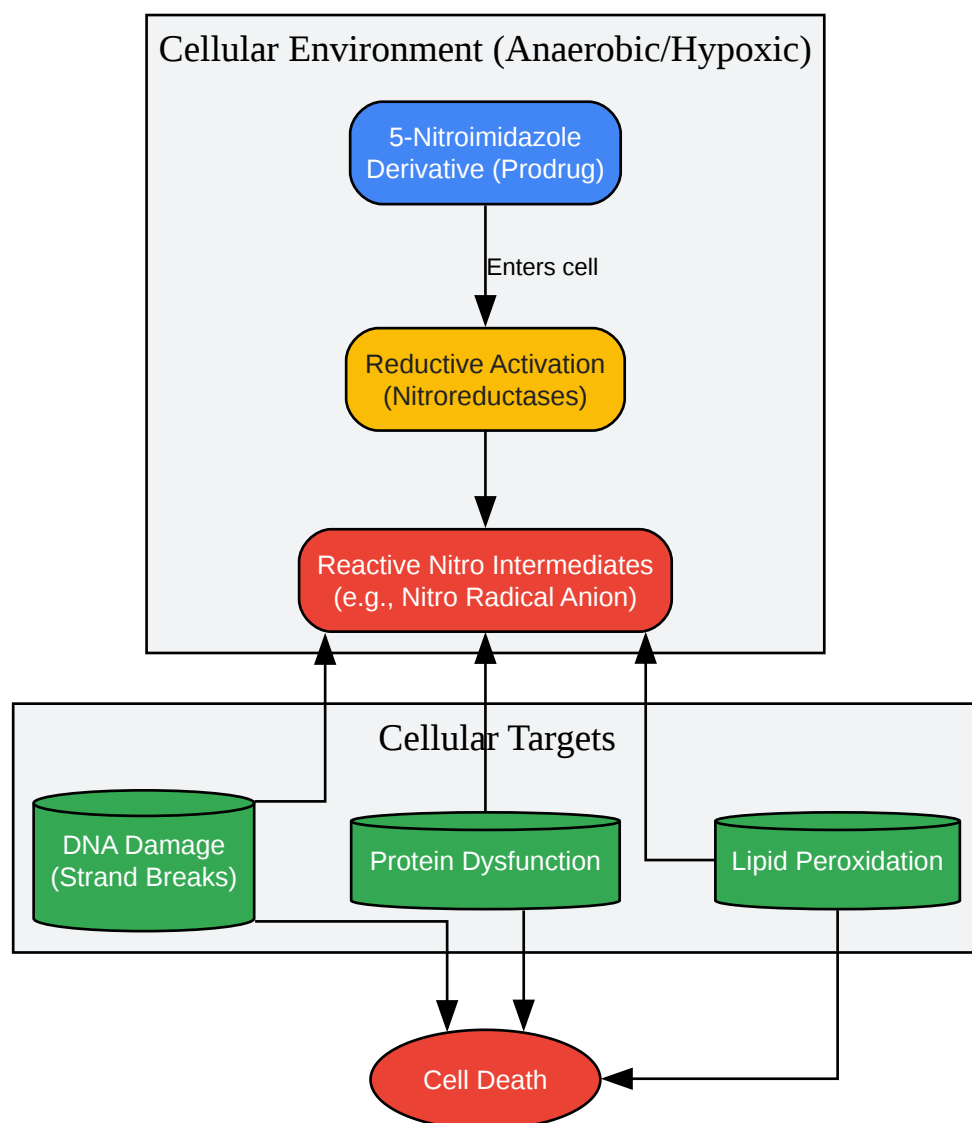 Cellular Environment (Anaerobic/Hypoxic)
5-Nitroimidazole
Derivative (Prodrug)
Enters cell
Reductive Activation
(Nitroreductases)
Reactive Nitro Intermediates
(e.g., Nitro Radical Anion)
Cellular Targets
DNA Damage
(Strand Breaks)
Protein Dysfunction
Lipid Peroxidation
Cell Death